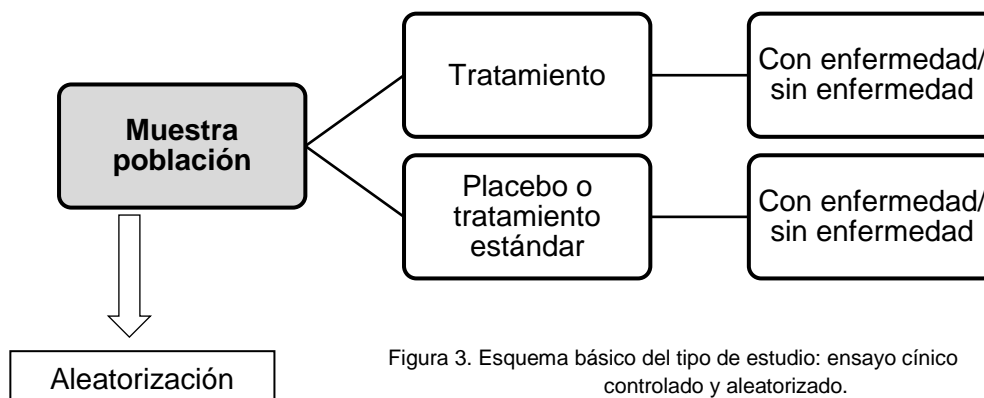 Muestra
población
Tratamiento
Con enfermedad/
sin enfermedad
Placebo o
tratamiento
estándar
Con enfermedad/
sin enfermedad
Aleatorización
Figura 3. Esquema básico del tipo de estudio: ensayo cínico
controlado y aleatorizado.